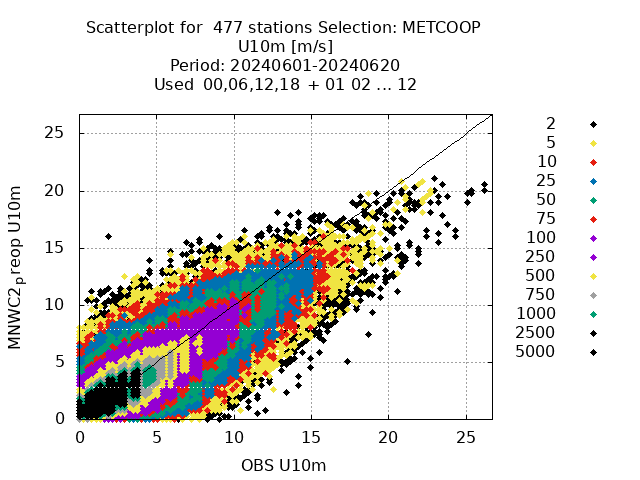 Scatterplot for  477 stations Selection: METCOOP
U10m [m/s]
Period: 20240601-20240620
Used  00,06,12,18 + 01 02 ... 12
MNWC2preop U10m
25
20
15
10
5
0
0 5 10 15 20 25
OBS U10m
2
5
10
25
50
75
100
250
500
750
1000
2500
5000